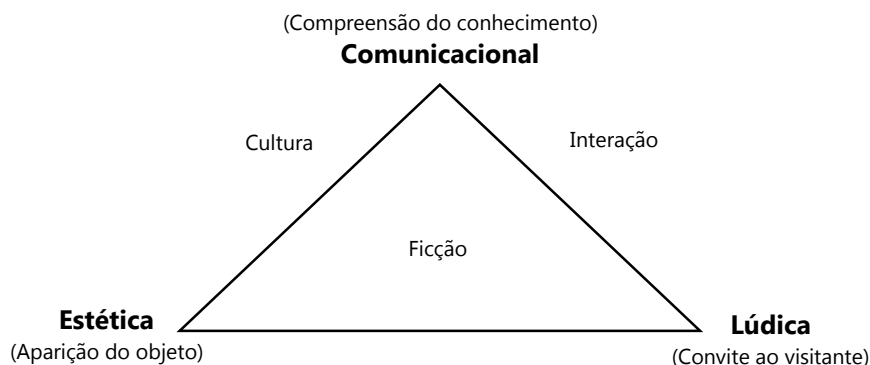 (Compreensão do conhecimento)
Comunicacional
Cultura
Interação
Ficção
Estética
(Aparição do objeto)
Lúdica
(Convite ao visitante)